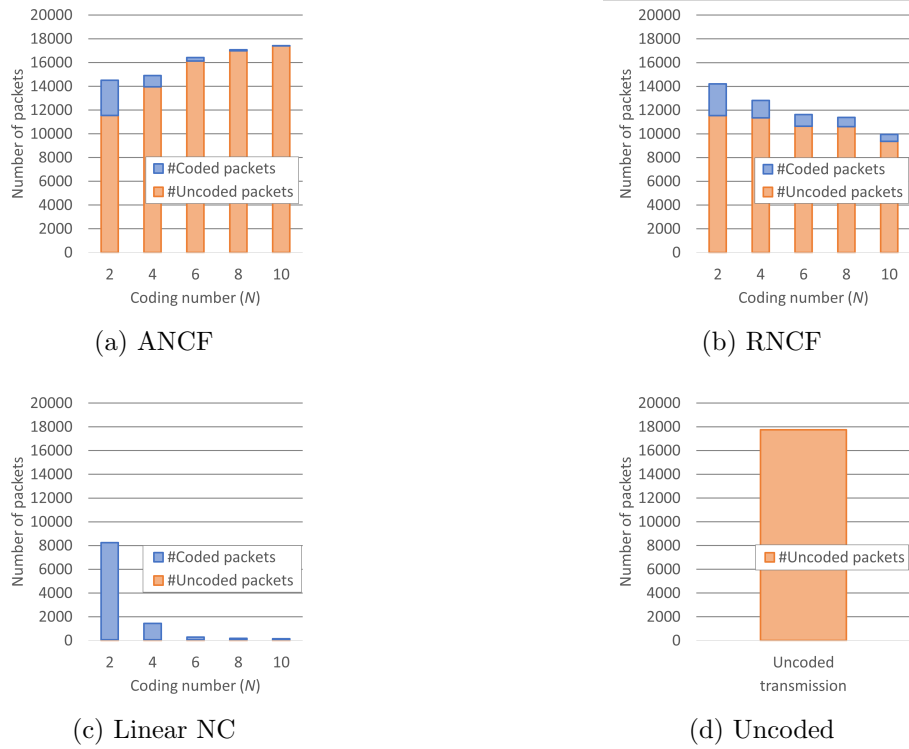 20000
18000
16000
14000
12000
10000
8000
6000
4000
2000
0
Number of packets
#Coded packets
#Uncoded packets
2 4 6 8 10
Coding number (N)
(a) ANCF
20000
18000
16000
14000
12000
10000
8000
6000
4000
2000
0
Number of packets
#Coded packets
#Uncoded packets
2 4 6 8 10
Coding number (N)
(b) RNCF
20000
18000
16000
14000
12000
10000
8000
6000
4000
2000
0
Number of packets
#Coded packets
#Uncoded packets
2 4 6 8 10
Coding number (N)
(c) Linear NC
20000
18000
16000
14000
12000
10000
8000
6000
4000
2000
0
Number of packets
#Uncoded packets
Uncoded
transmission
(d) Uncoded